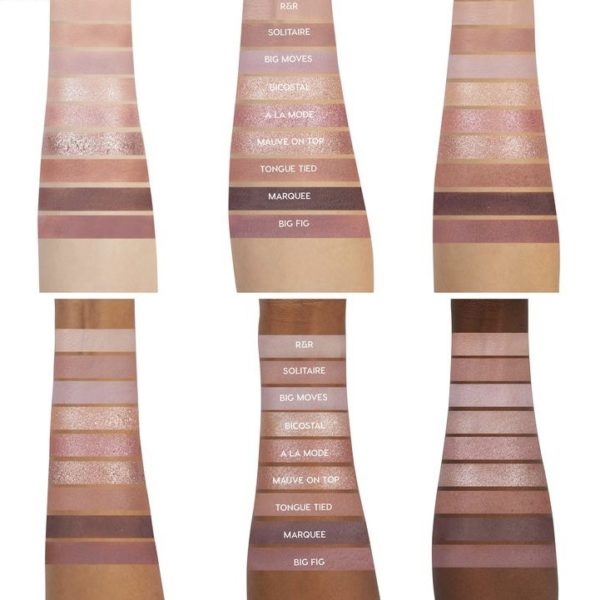 R&R
SOLITAIRE
BIG MOVES
BICOSTAL
A LA MODE
MAUVE ON TOP
TONGUE TIED
MARQUEE
BIG FIG
R&R
SOLITAIRE
BIG MOVES
BICOSTAL
A LA MODE
MAUVE ON TOP
TONGUE TIED
MARQUEE
BIG FIG